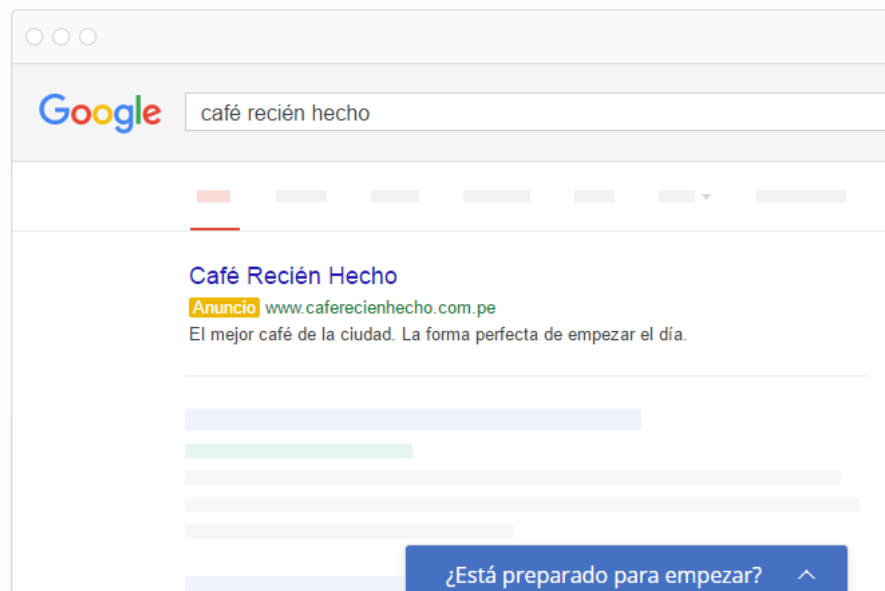 Google
café recién hecho
Café Recién Hecho
Anuncio www.caferecienhecho.com.pe
El mejor café de la ciudad. La forma perfecta de empezar el día.
¿Está preparado para empezar?